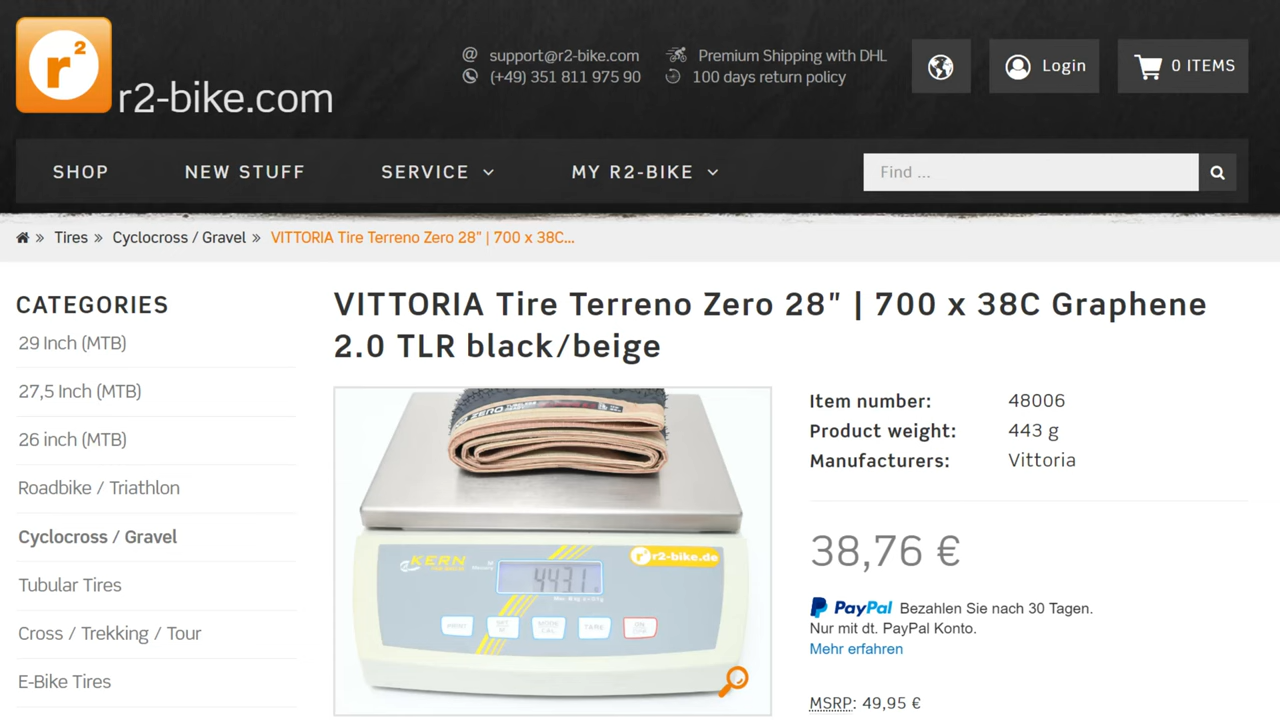 r2
r2-bike.com
support@r2-bike.com
(+49) 351 811 975 90
Premium Shipping with DHL
100 days return policy
Login
0 ITEMS
SHOP
NEW STUFF
SERVICE
MY R2-BIKE
Find ...
» Tires » Cyclocross / Gravel » VITTORIA Tire Terreno Zero 28" | 700 x 38C...
CATEGORIES
29 Inch (MTB)
27,5 Inch (MTB)
26 inch (MTB)
Roadbike / Triathlon
Cyclocross / Gravel
Tubular Tires
Cross / Trekking / Tour
E-Bike Tires
VITTORIA Tire Terreno Zero 28" | 700 x 38C Graphene
2.0 TLR black/beige
ZERO
KERN
443.1
r2-bike.de
PRINT
TARE
ON
OFF
Item number: 48006
Product weight: 443 g
Manufacturers: Vittoria
38,76 €
PayPal Bezahlen Sie nach 30 Tagen.
Nur mit dt. PayPal Konto.
Mehr erfahren
MSRP: 49,95 €